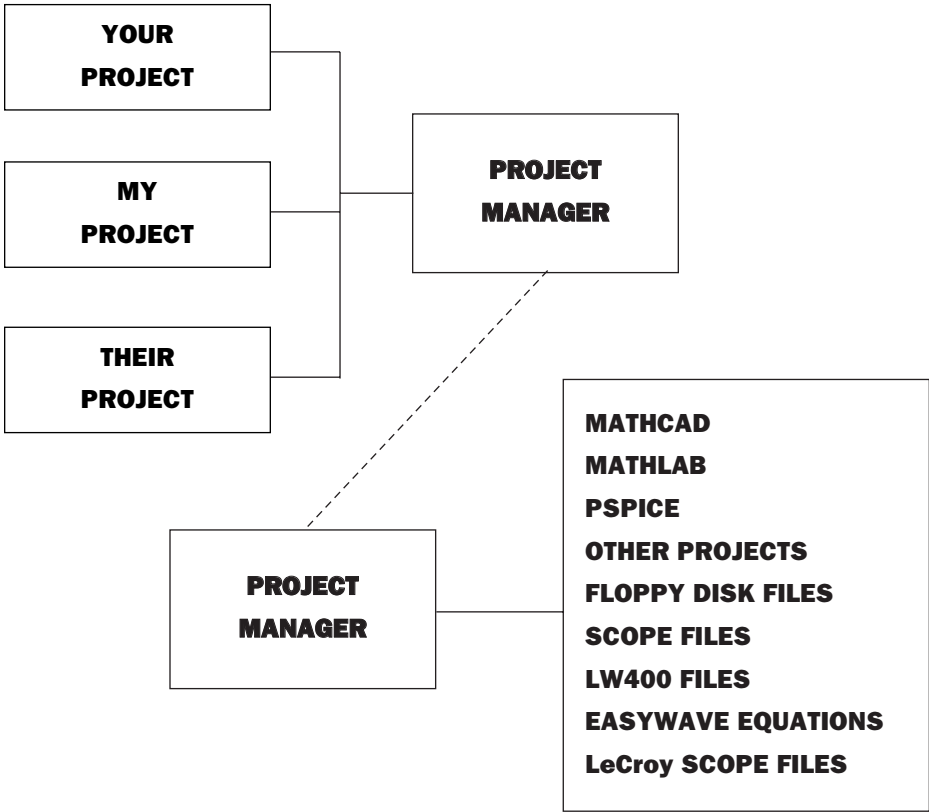 YOUR
PROJECT
MY
PROJECT
THEIR
PROJECT
PROJECT
MANAGER
PROJECT
MANAGER
MATHCAD
MATHLAB
PSPICE
OTHER PROJECTS
FLOPPY DISK FILES
SCOPE FILES
LW400 FILES
EASYWAVE EQUATIONS
LeCroy SCOPE FILES